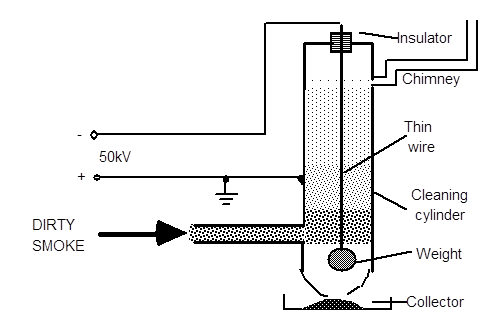 Insulator
Chimney
-
50kV
Thin
wire
+
Cleaning
cylinder
DIRTY
SMOKE
Weight
Collector